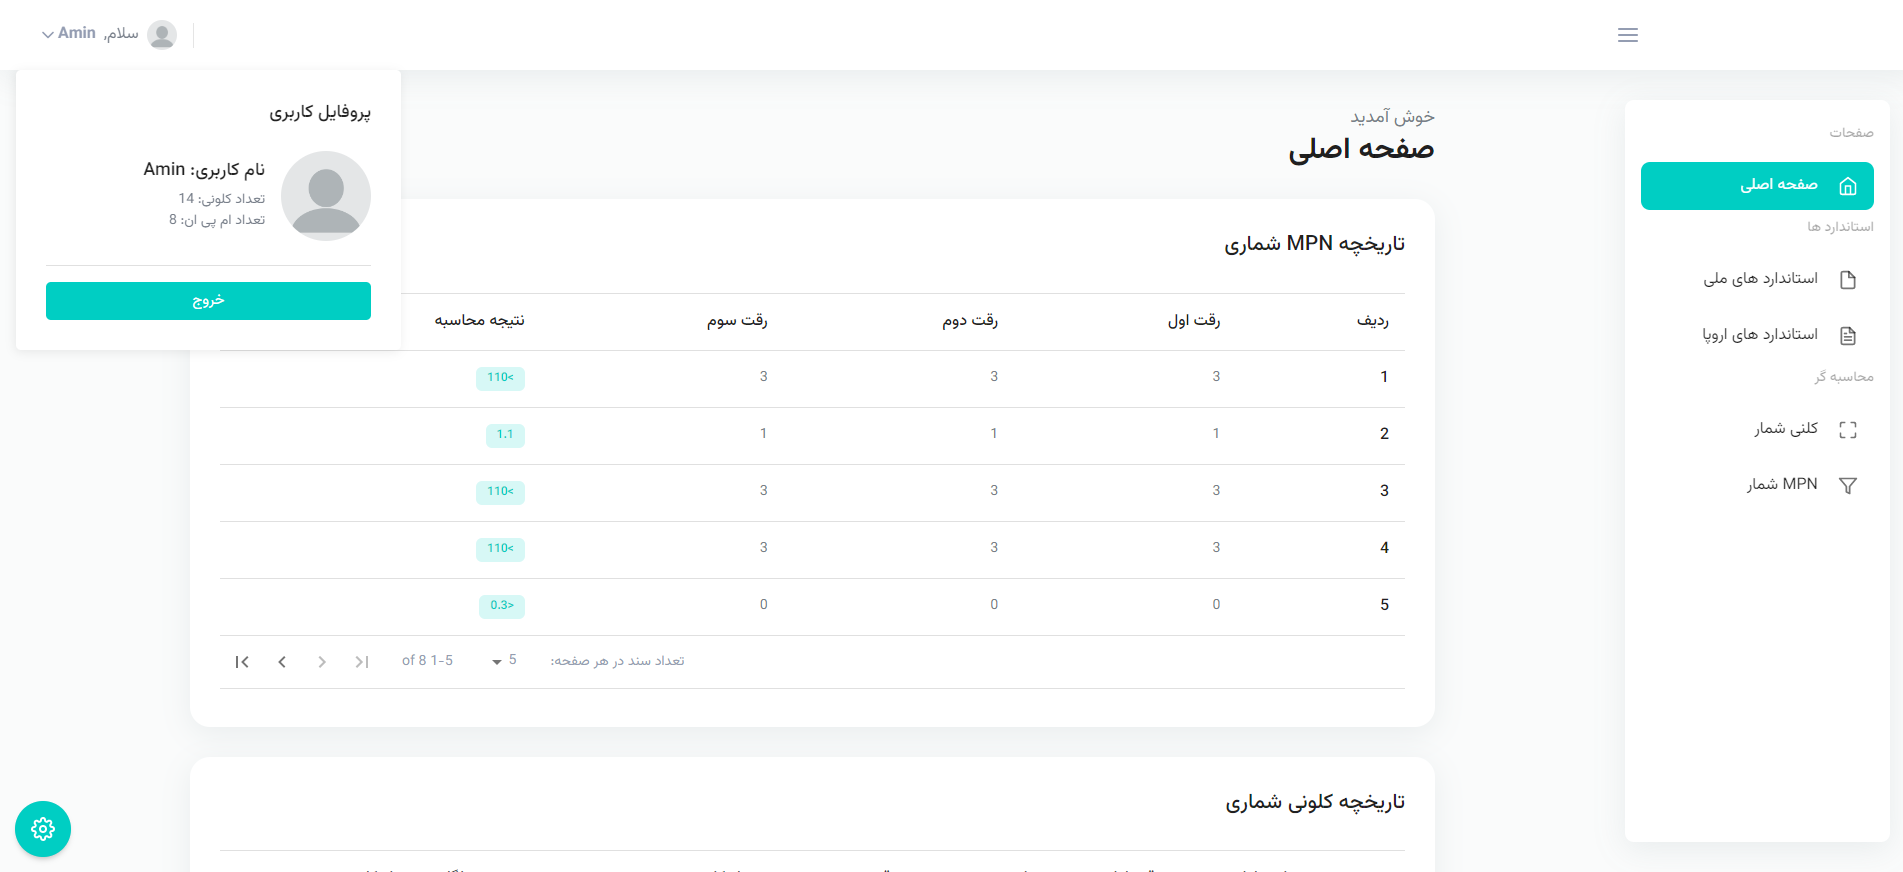 سلام, Amin
پروفایل کاربری
نام کاربری: Amin
تعداد کلونی: 14
تعداد ام پی ان: 8
خروج
صفحات
صفحه اصلی
استاندارد ها
استاندارد های ملی
استاندارد های اروپا
محاسبه گر
کلنی شمار
MPN شمار
خوش آمدید
صفحه اصلی
تاریخچه MPN شماری
ردیف رقت اول رقت دوم رقت سوم نتیجه محاسبه
1 3 3 3 >110
2 1 1 1 1.1
3 3 3 3 >110
4 3 3 3 >110
5 0 0 0 <0.3
تعداد سند در هر صفحه: 5 1-5 of 8
تاریخچه کلونی شماری